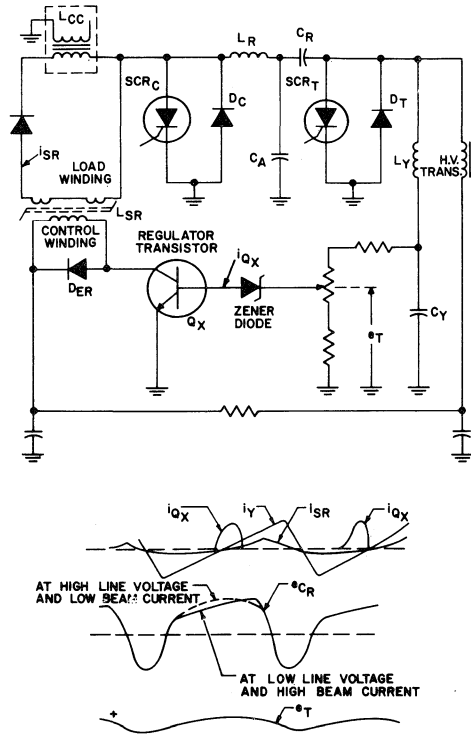 LCC
LR
CR
SCRC
DC
SCRT
DT
CA
iSR
LOAD
WINDING
LSR
LY
H.V.
TRANS.
CONTROL
WINDING
REGULATOR
TRANSISTOR
iQX
DER
QX
ZENER
DIODE
eT
CY
iQX
iY
iSR
iQX
AT HIGH LINE VOLTAGE
AND LOW BEAM CURRENT
eCR
AT LOW LINE VOLTAGE
AND HIGH BEAM CURRENT
+
eT